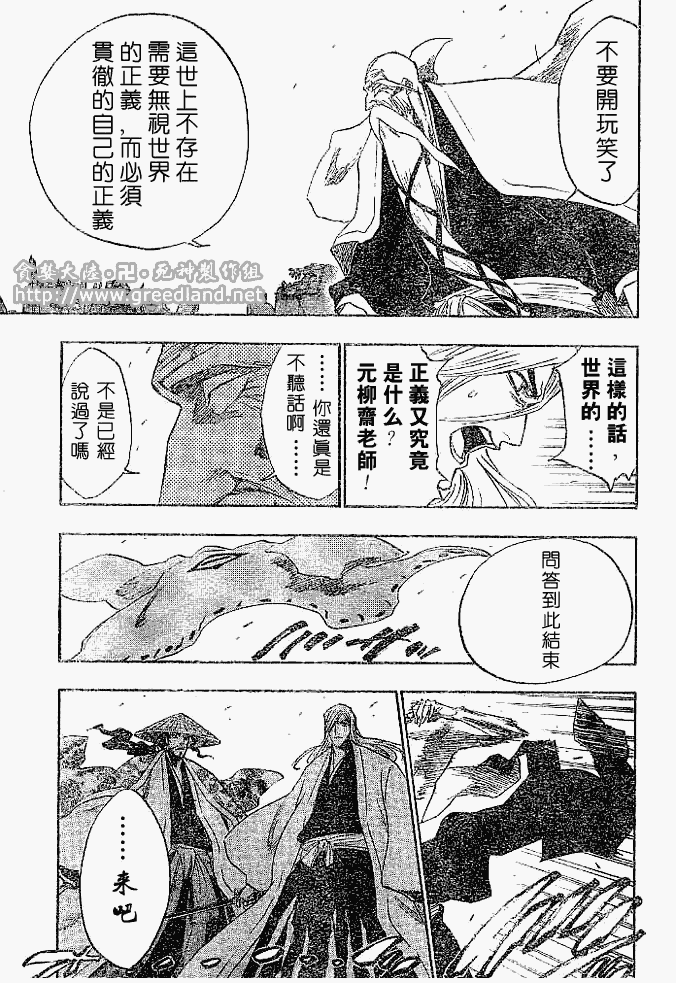 不要開玩笑了
這世上不存在
需要無視世界
的正義，而必須
貫徹的自己的正義
貪婪大陸·卍·死神製作組
http://www.greedland.net
這樣的話，
世界的……
正義又究竟
是什么？
元柳齋老師！
……你還真是
不聽話啊……
不是已經
說過了嗎
問答到此結束
……来吧